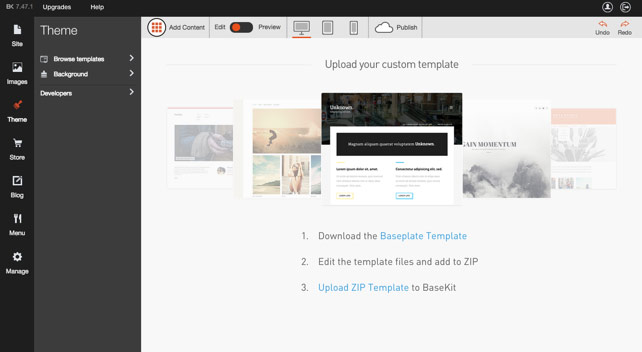 BK 7.47.1 Upgrades Help
Site
Images
Theme
Store
Blog
Menu
Manage
Theme
Browse templates
Background
Developers
Add Content Edit Preview Publish Undo Redo
Upload your custom template
Unknown.
Magnam aliquam quaerat voluptatem Unknown.
Lorem ipsum dolor sit, amet.
Consectetur adipiscing elit, sed.
GAIN MOMENTUM
1. Download the Baseplate Template
2. Edit the template files and add to ZIP
3. Upload ZIP Template to BaseKit